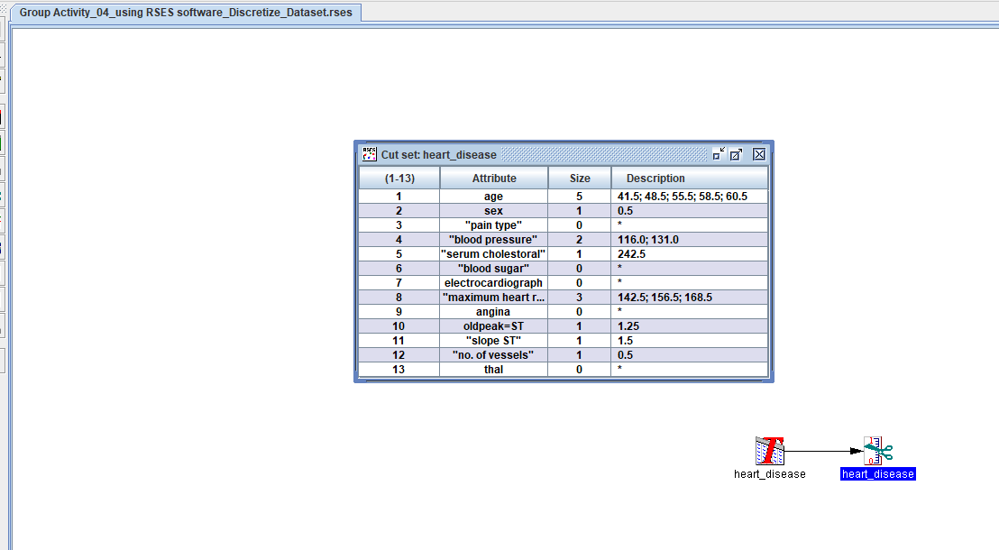 Group Activity_04_using RSES software_Discretize_Dataset.rses
RSES Cut set: heart_disease
(1-13) Attribute Size Description
1 age 5 41.5; 48.5; 55.5; 58.5; 60.5
2 sex 1 0.5
3 "pain type" 0 *
4 "blood pressure" 2 116.0; 131.0
5 "serum cholestoral" 1 242.5
6 "blood sugar" 0 *
7 electrocardiograph 0 *
8 "maximum heart r... 3 142.5; 156.5; 168.5
9 angina 0 *
10 oldpeak=ST 1 1.25
11 "slope ST" 1 1.5
12 "no. of vessels" 1 0.5
13 thal 0 *
T
1
0
heart_disease heart_disease